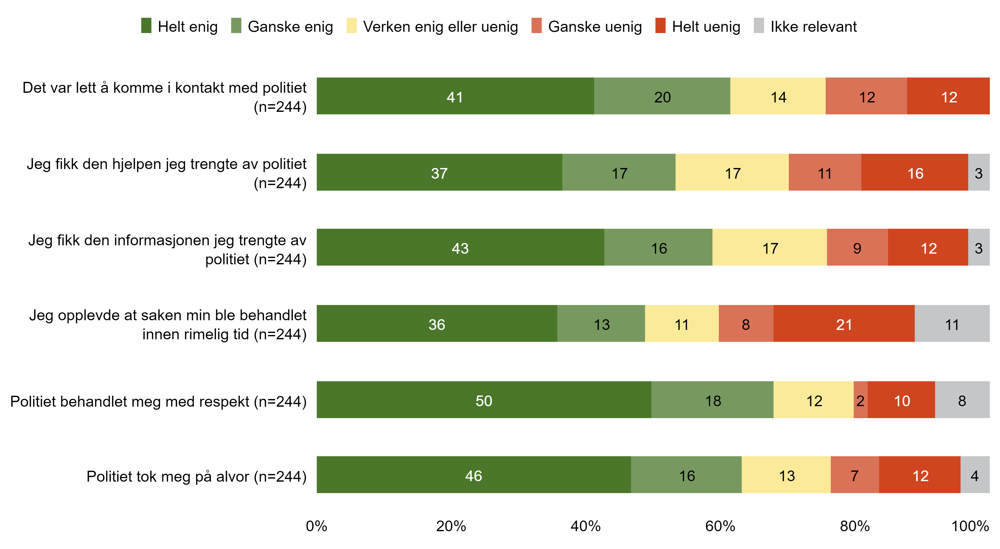 Helt enig Ganske enig Verken enig eller uenig Ganske uenig Helt uenig Ikke relevant
Det var lett å komme i kontakt med politiet
(n=244)
41 20 14 12 12
Jeg fikk den hjelpen jeg trengte av politiet
(n=244)
37 17 17 11 16 3
Jeg fikk den informasjonen jeg trengte av
politiet (n=244)
43 16 17 9 12 3
Jeg opplevde at saken min ble behandlet
innen rimelig tid (n=244)
36 13 11 8 21 11
Politiet behandlet meg med respekt (n=244)
50 18 12 2 10 8
Politiet tok meg på alvor (n=244)
46 16 13 7 12 4
0% 20% 40% 60% 80% 100%